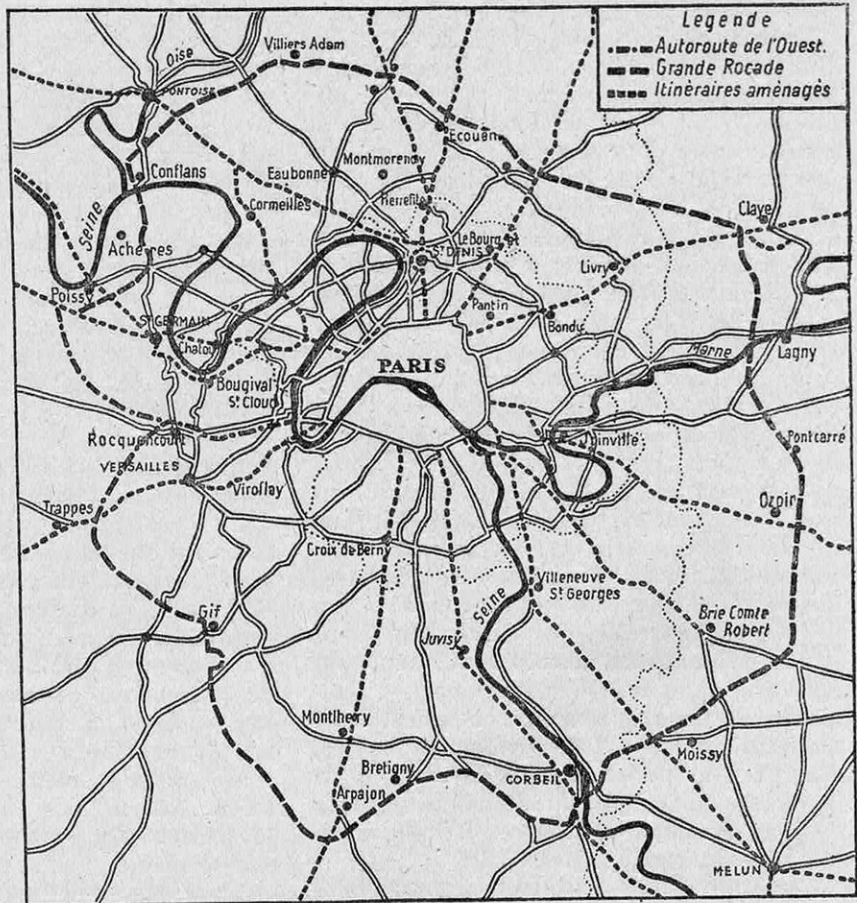 Legende
Autoroute de l'Ouest.
Grande Rocade
Itinèraires aménagès
Oise
Villiers Adam
PONTOISE
Ecouen
Conflans
Eaubonne
Montmorency
Cormeilles
Pierrefite
Claye
Seine
Achères
Le Bourget
St DENIS
Livry
Poissy
Pantin
St GERMAIN
Bondy
Chatou
PARIS
Marne
Lagny
Bougival
St Cloud
Rocquencourt
Joinville
Pontcarré
VERSAILLES
Viroflay
Trappes
Ozoir
Croix de Berny
Villeneuve
St Georges
Seine
Gif
Brie Comte
Robert
Juvisy
Montlhery
Moissy
Bretigny
CORBEIL
Arpajon
MELUN